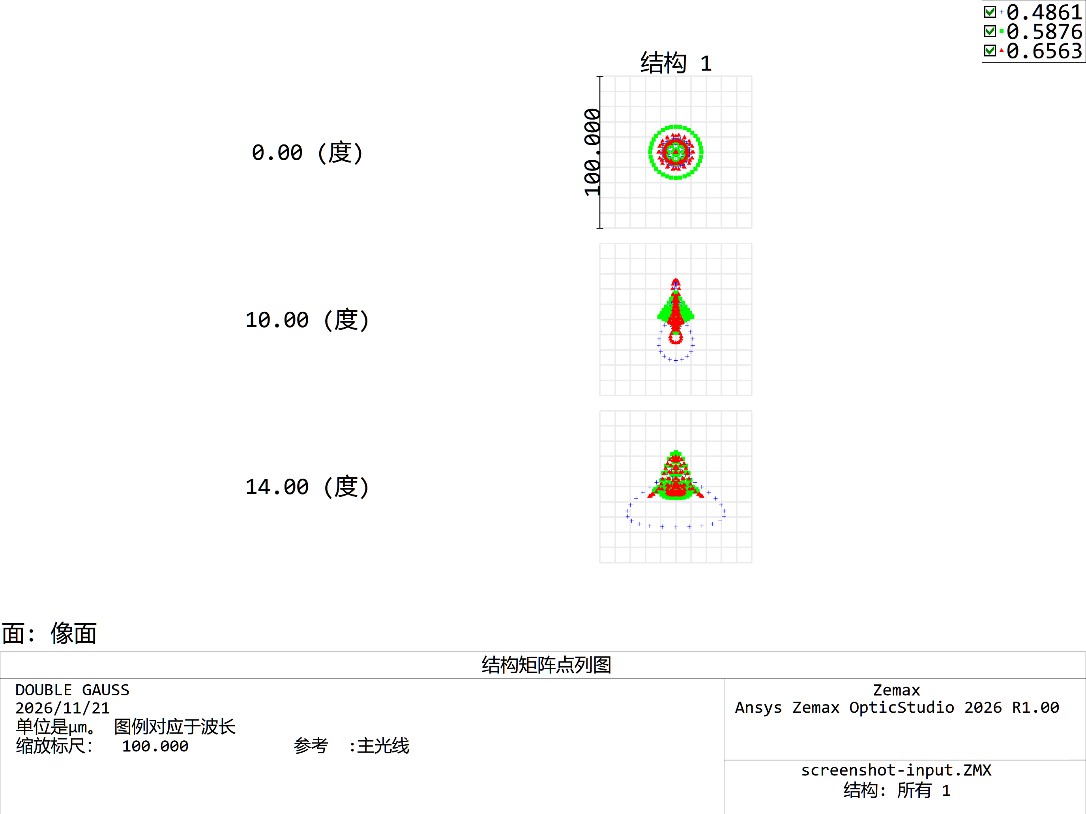 0.4861
0.5876
0.6563
结构 1
100.000
0.00 (度)
10.00 (度)
14.00 (度)
面: 像面
结构矩阵点列图
DOUBLE GAUSS
2026/11/21
单位是µm。 图例对应于波长
缩放标尺: 100.000 参考 :主光线
Zemax
Ansys Zemax OpticStudio 2026 R1.00
screenshot-input.ZMX
结构: 所有 1